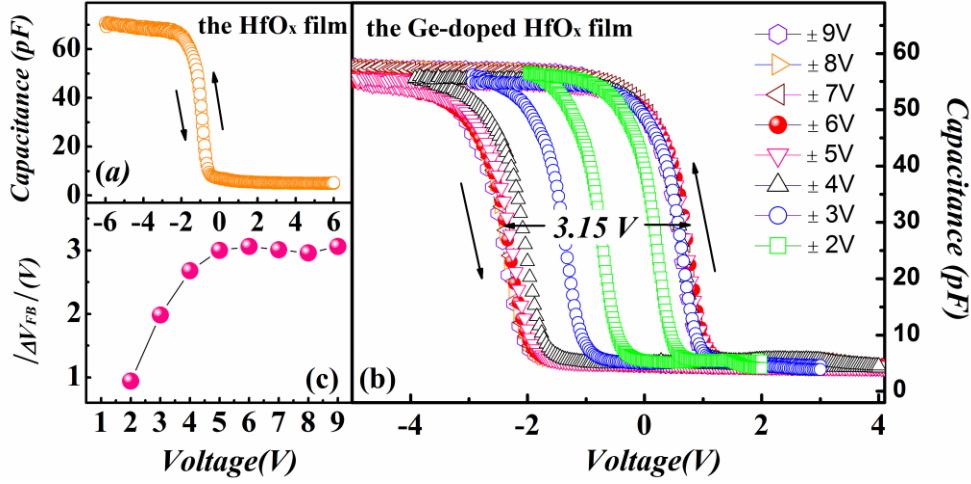 the HfOx film
Capacitance (pF)
60
40
20
0
(a)
-6 -4 -2 0 2 4 6
|ΔVFB|(V)
3
2
1
(c)
1 2 3 4 5 6 7 8 9
Voltage(V)
the Ge-doped HfOx film
± 9V
± 8V
± 7V
± 6V
± 5V
± 4V
± 3V
± 2V
3.15 V
(b)
60
50
40
30
20
10
0
Capacitance (pF)
-4 -2 0 2 4
Voltage(V)